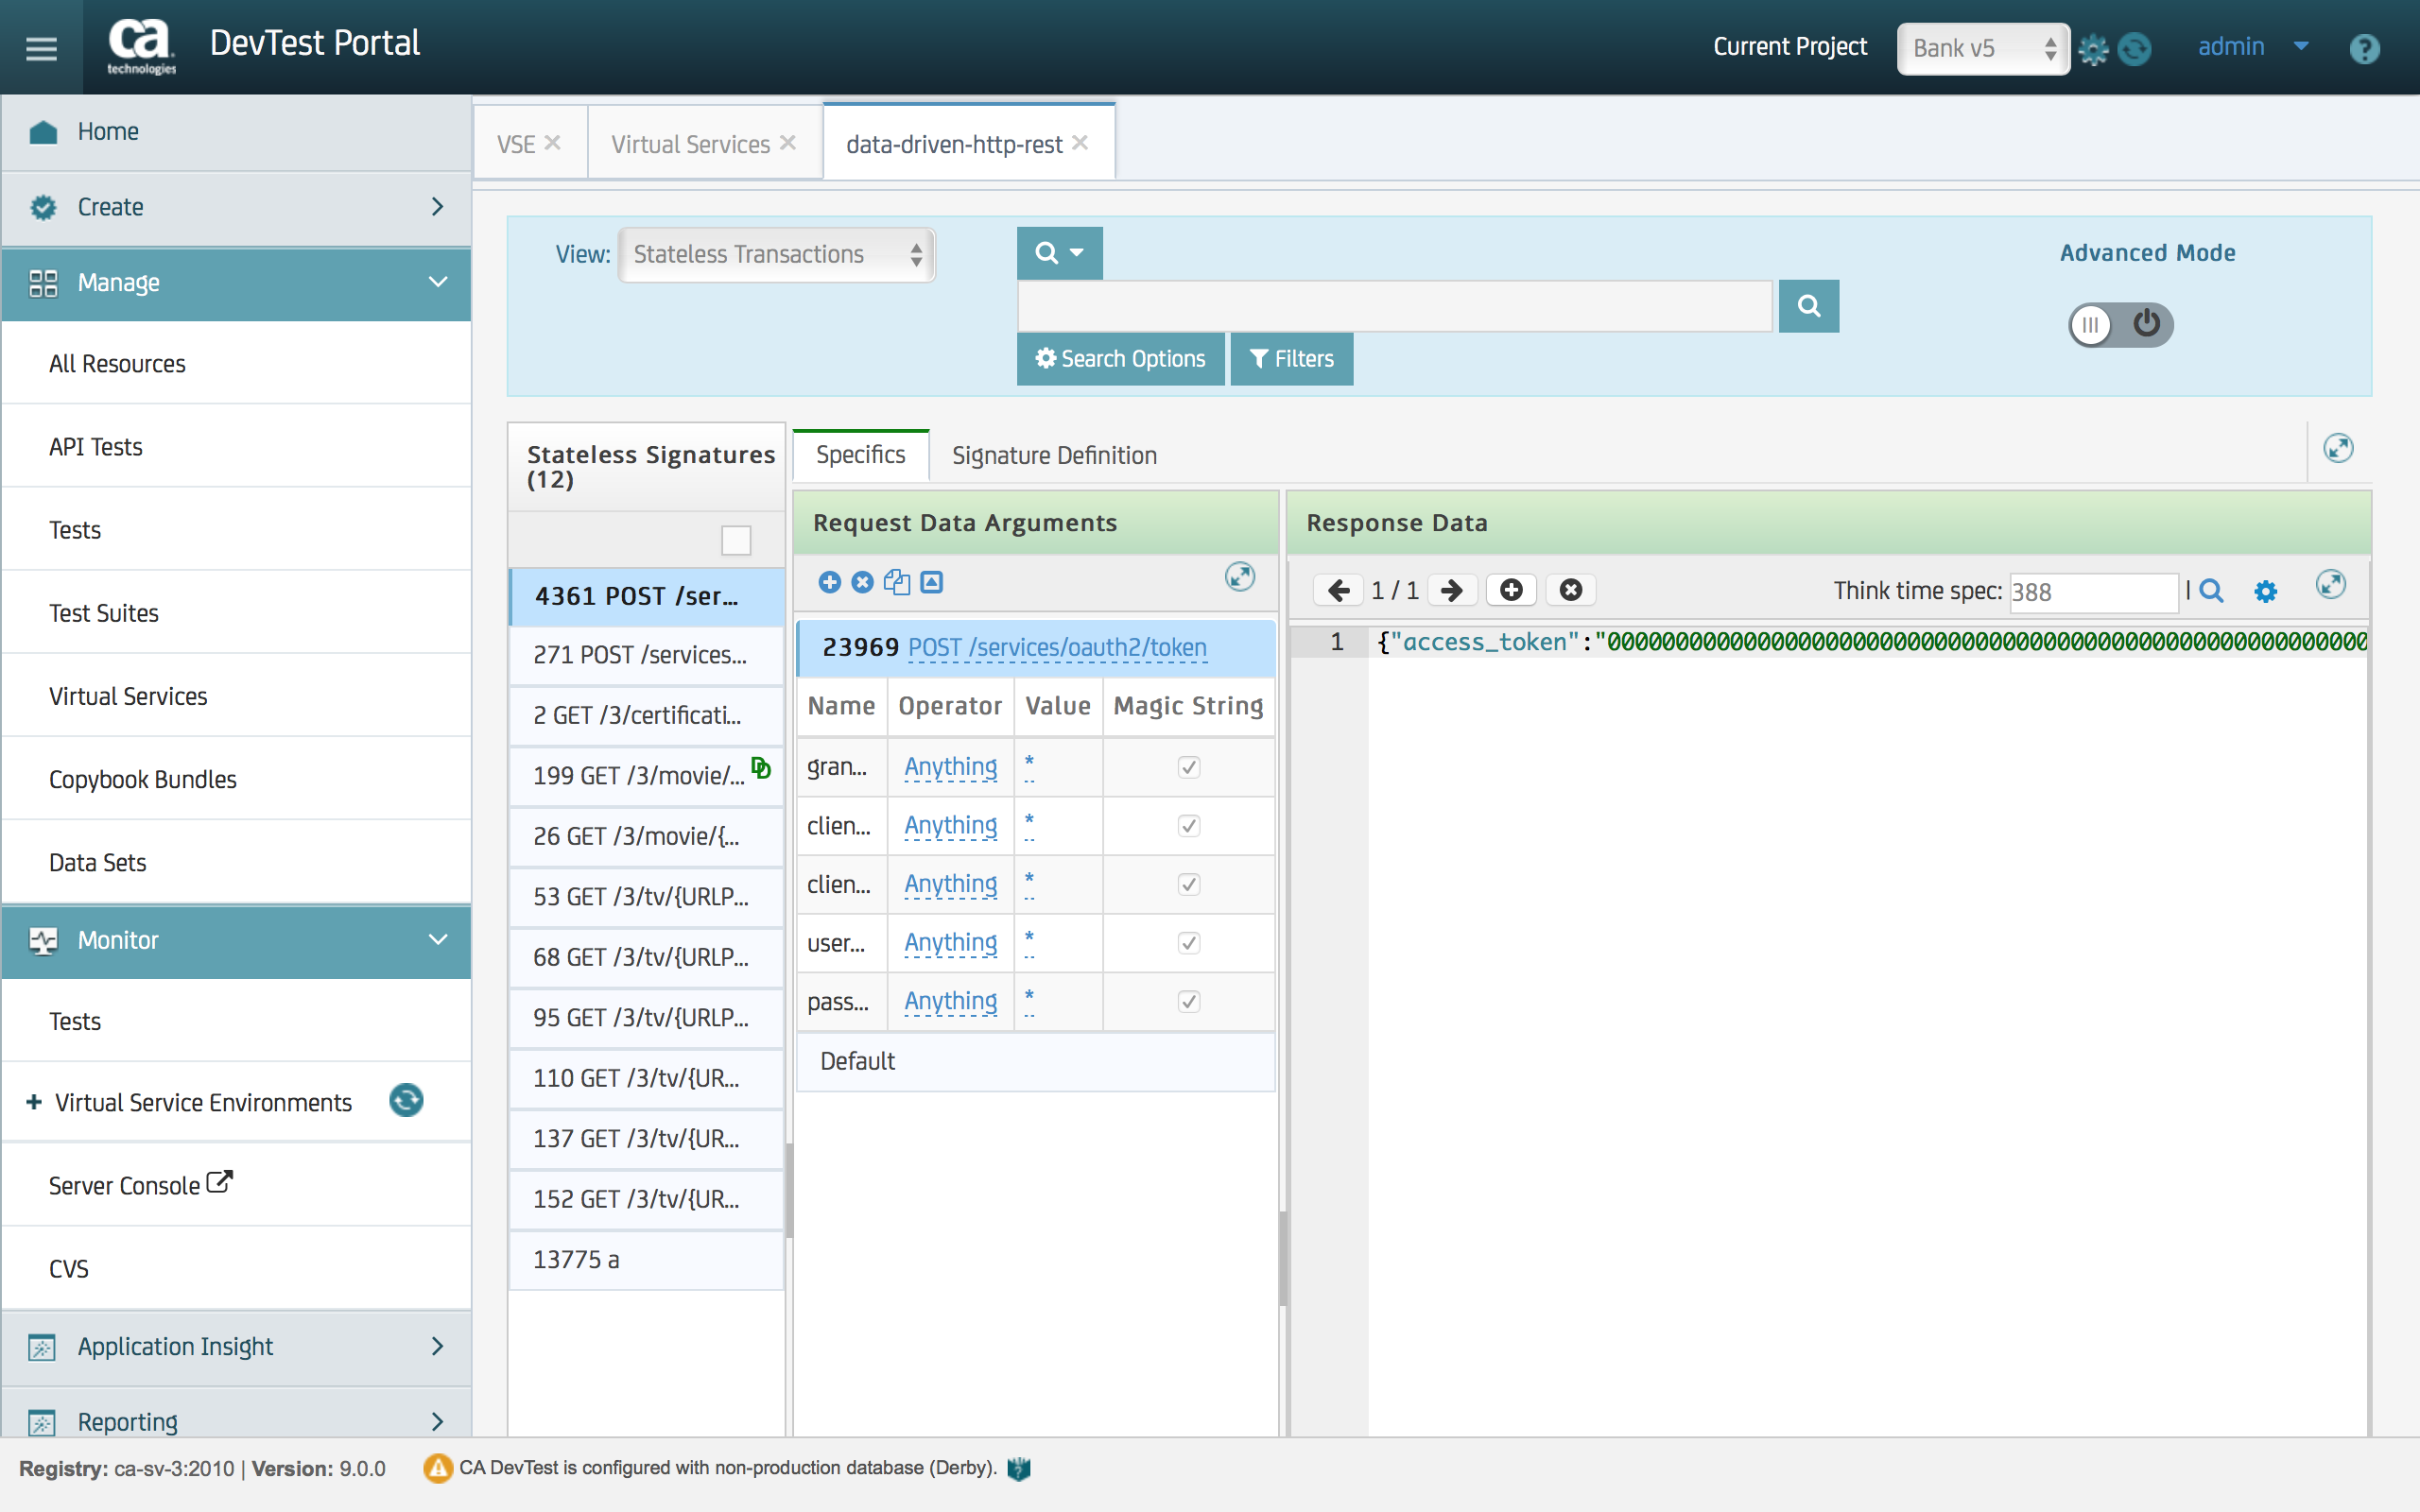 ca technologies
DevTest Portal
Current Project
Bank v5
admin
?
Home
Create
Manage
All Resources
API Tests
Tests
Test Suites
Virtual Services
Copybook Bundles
Data Sets
Monitor
Tests
+ Virtual Service Environments
Server Console
CVS
Application Insight
Reporting
VSE
Virtual Services
data-driven-http-rest
View:
Stateless Transactions
Search Options
Filters
Advanced Mode
Stateless Signatures
(12)
4361 POST /ser...
271 POST /services...
2 GET /3/certificati...
199 GET /3/movie/...
26 GET /3/movie/{...
53 GET /3/tv/{URLP...
68 GET /3/tv/{URLP...
95 GET /3/tv/{URLP...
110 GET /3/tv/{UR...
137 GET /3/tv/{UR...
152 GET /3/tv/{UR...
13775 a
Specifics
Signature Definition
Request Data Arguments
23969 POST /services/oauth2/token
Name Operator Value Magic String
gran... Anything *
clien... Anything *
clien... Anything *
user... Anything *
pass... Anything *
Default
Response Data
1 / 1
Think time spec: 388
1 {"access_token":"00000000000000000000000000000000000000000000000000000000
Registry: ca-sv-3:2010 | Version: 9.0.0
CA DevTest is configured with non-production database (Derby).